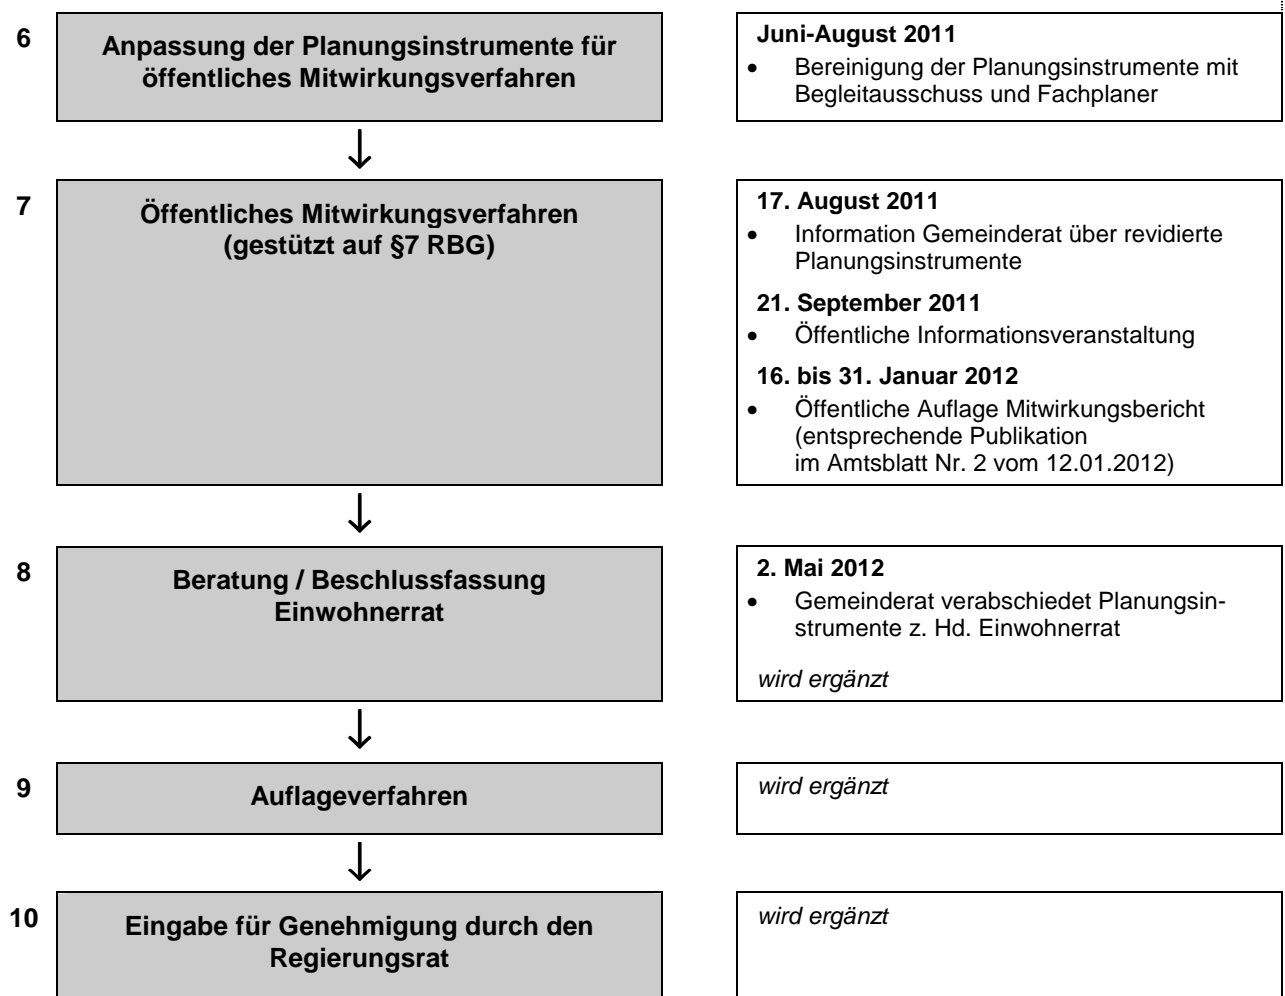 6
Anpassung der Planungsinstrumente für
öffentliches Mitwirkungsverfahren
Juni-August 2011
• Bereinigung der Planungsinstrumente mit
Begleitausschuss und Fachplaner
↓
7
Öffentliches Mitwirkungsverfahren
(gestützt auf §7 RBG)
17. August 2011
• Information Gemeinderat über revidierte
Planungsinstrumente
21. September 2011
• Öffentliche Informationsveranstaltung
16. bis 31. Januar 2012
• Öffentliche Auflage Mitwirkungsbericht
(entsprechende Publikation
im Amtsblatt Nr. 2 vom 12.01.2012)
↓
8
Beratung / Beschlussfassung
Einwohnerrat
2. Mai 2012
• Gemeinderat verabschiedet Planungsin-
strumente z. Hd. Einwohnerrat
wird ergänzt
↓
9
Auflageverfahren
wird ergänzt
↓
10
Eingabe für Genehmigung durch den
Regierungsrat
wird ergänzt